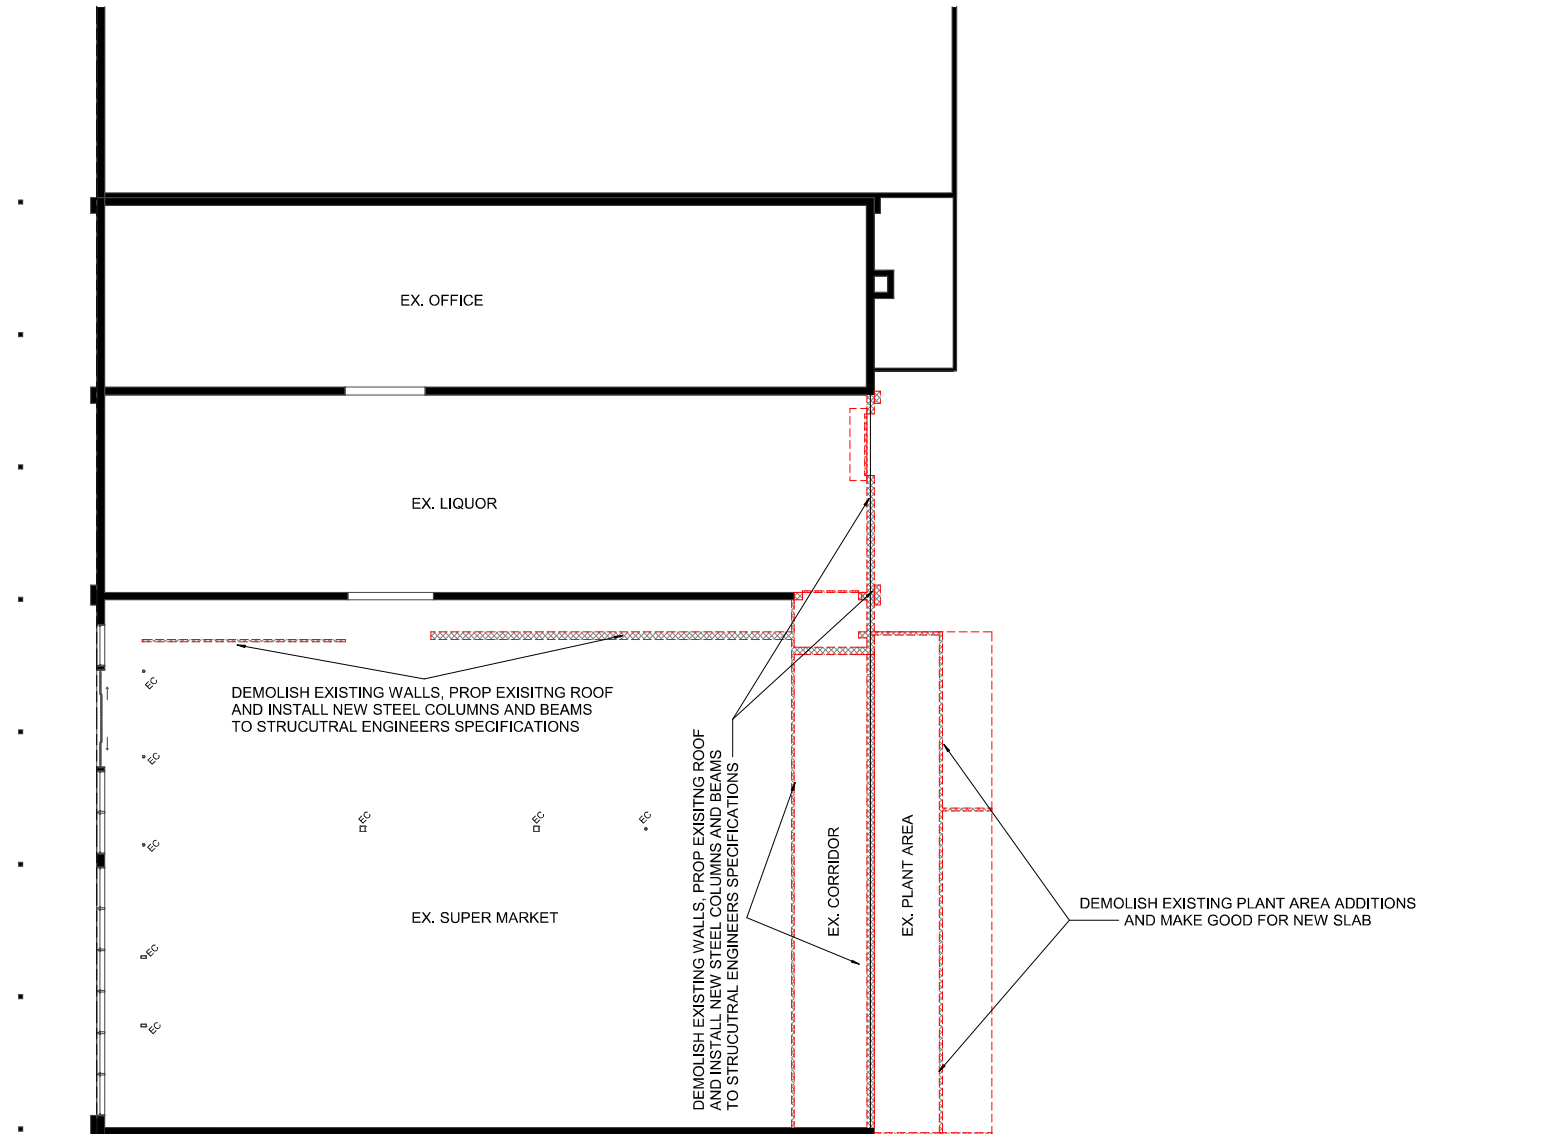 EX. OFFICE
EX. LIQUOR
DEMOLISH EXISTING WALLS, PROP EXISITNG ROOF
AND INSTALL NEW STEEL COLUMNS AND BEAMS
TO STRUCUTRAL ENGINEERS SPECIFICATIONS
EC
EC
EC
EC
EC
EC
EC
EC
EX. SUPER MARKET
DEMOLISH EXISTING WALLS, PROP EXISITNG ROOF
AND INSTALL NEW STEEL COLUMNS AND BEAMS
TO STRUCUTRAL ENGINEERS SPECIFICATIONS
EX. CORRIDOR
EX. PLANT AREA
DEMOLISH EXISTING PLANT AREA ADDITIONS
AND MAKE GOOD FOR NEW SLAB